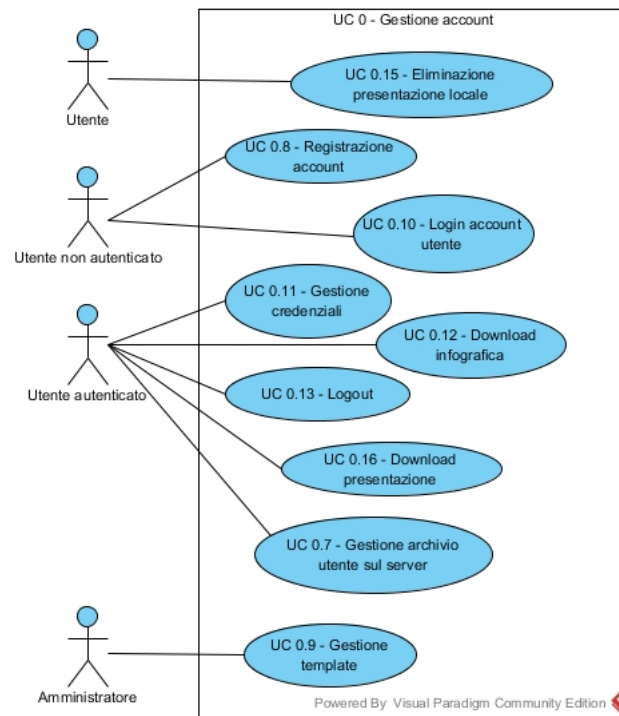 UC 0 - Gestione account
UC 0.15 - Eliminazione
presentazione locale
Utente
UC 0.8 - Registrazione
account
UC 0.10 - Login account
utente
Utente non autenticato
UC 0.11 - Gestione
credenziali
UC 0.12 - Download
infografica
Utente autenticato
UC 0.13 - Logout
UC 0.16 - Download
presentazione
UC 0.7 - Gestione archivio
utente sul server
UC 0.9 - Gestione
template
Amministratore
Powered By Visual Paradigm Community Edition